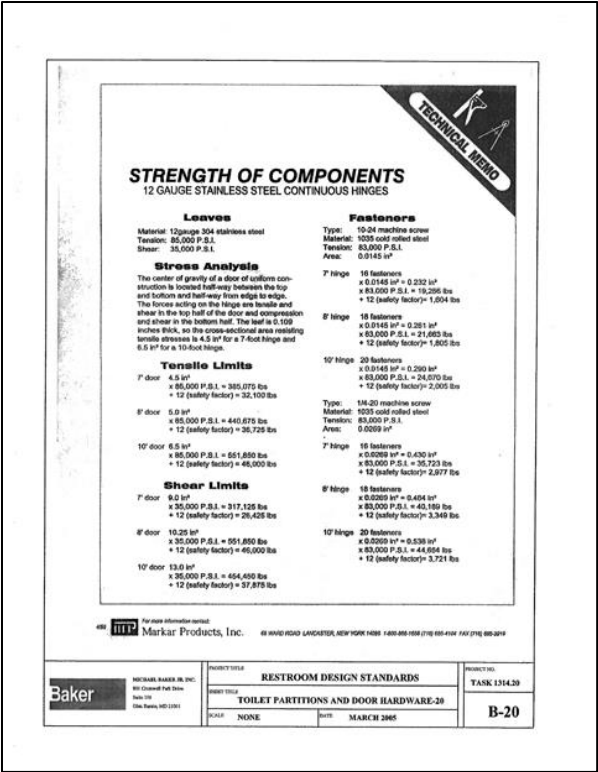 TECHNICAL MEMO
STRENGTH OF COMPONENTS
12 GAUGE STAINLESS STEEL CONTINUOUS HINGES
Leaves
Material: 12gauge 304 stainless steel
Tension: 85,000 P.S.I.
Shear: 35,000 P.S.I.
Stress Analysis
The center of gravity of a door of uniform con-
struction is located half-way between the top
and bottom and half-way from edge to edge.
The forces acting on the hinge are tensile and
shear in the top half of the door and compression
and shear in the bottom half. The leaf is 0.109
inches thick, so the cross-sectional area resisting
tensile stresses is 4.5 in² for a 7-foot hinge and
6.5 in² for a 10-foot hinge.
Tensile Limits
7' door 4.5 in²
x 85,000 P.S.I. = 385,070 lbs
÷ 12 (safety factor) = 32,100 lbs
8' door 5.0 in²
x 85,000 P.S.I. = 440,675 lbs
÷ 12 (safety factor) = 36,725 lbs
10' door 6.5 in²
x 85,000 P.S.I. = 551,850 lbs
÷ 12 (safety factor) = 46,000 lbs
Shear Limits
7' door 9.0 in²
x 35,000 P.S.I. = 317,125 lbs
÷ 12 (safety factor) = 26,425 lbs
8' door 10.25 in²
x 35,000 P.S.I. = 551,850 lbs
÷ 12 (safety factor) = 46,000 lbs
10' door 13.0 in²
x 35,000 P.S.I. = 454,450 lbs
÷ 12 (safety factor) = 37,875 lbs
Fasteners
Type: 10-24 machine screw
Material: 1035 cold rolled steel
Tension: 83,000 P.S.I.
Area: 0.0145 in²
7' hinge 16 fasteners
x 0.0145 in² = 0.232 in²
x 83,000 P.S.I. = 19,256 lbs
÷ 12 (safety factor)= 1,604 lbs
8' hinge 18 fasteners
x 0.0145 in² = 0.261 in²
x 83,000 P.S.I. = 21,663 lbs
÷ 12 (safety factor)= 1,805 lbs
10' hinge 20 fasteners
x 0.0145 in² = 0.290 in²
x 83,000 P.S.I. = 24,070 lbs
÷ 12 (safety factor)= 2,005 lbs
Type: 1/4-20 machine screw
Material: 1035 cold rolled steel
Tension: 83,000 P.S.I.
Area: 0.0269 in²
7' hinge 16 fasteners
x 0.0269 in² = 0.430 in²
x 83,000 P.S.I. = 35,723 lbs
÷ 12 (safety factor)= 2,977 lbs
8' hinge 18 fasteners
x 0.0269 in² = 0.484 in²
x 83,000 P.S.I. = 40,189 lbs
÷ 12 (safety factor)= 3,349 lbs
10' hinge 20 fasteners
x 0.0269 in² = 0.538 in²
x 83,000 P.S.I. = 44,654 lbs
÷ 12 (safety factor)= 3,721 lbs
For more information contact:
Markar Products, Inc.
68 WARD ROAD LANCASTER, NEW YORK 14086
Baker
MICHAEL BAKER JR. INC.
801 Cromwell Park Drive
Suite 110
Glen Burnie, MD 21061
PROJECT TITLE
RESTROOM DESIGN STANDARDS
SHEET TITLE
TOILET PARTITIONS AND DOOR HARDWARE-20
SCALE NONE
DATE MARCH 2005
PROJECT NO.
TASK 1314.20
B-20